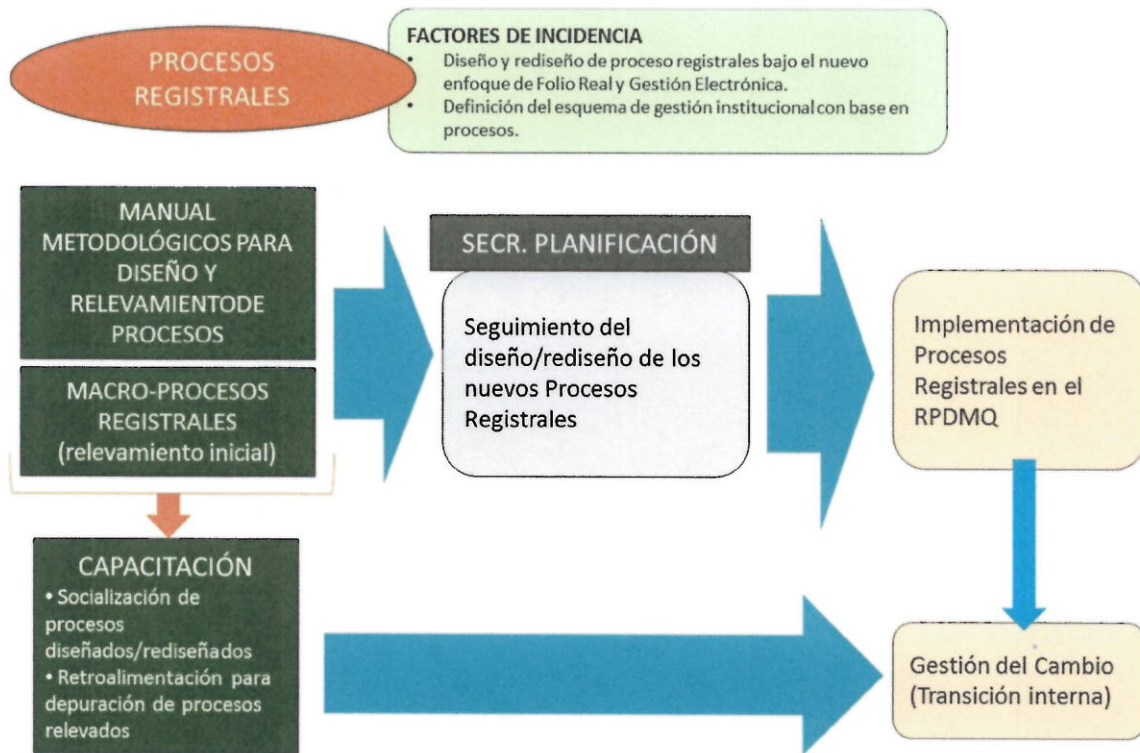 PROCESOS
REGISTRALES
FACTORES DE INCIDENCIA
• Diseño y rediseño de proceso registrales bajo el nuevo
enfoque de Folio Real y Gestión Electrónica.
• Definición del esquema de gestión institucional con base en
procesos.
MANUAL
METODOLÓGICOS PARA
DISEÑO Y
RELEVAMIENTODE
PROCESOS
MACRO-PROCESOS
REGISTRALES
(relevamiento inicial)
SECR. PLANIFICACIÓN
Seguimiento del
diseño/rediseño de los
nuevos Procesos
Registrales
Implementación de
Procesos
Registrales en el
RPDMQ
CAPACITACIÓN
• Socialización de
procesos
diseñados/rediseñados
• Retroalimentación para
depuración de procesos
relevados
Gestión del Cambio
(Transición interna)